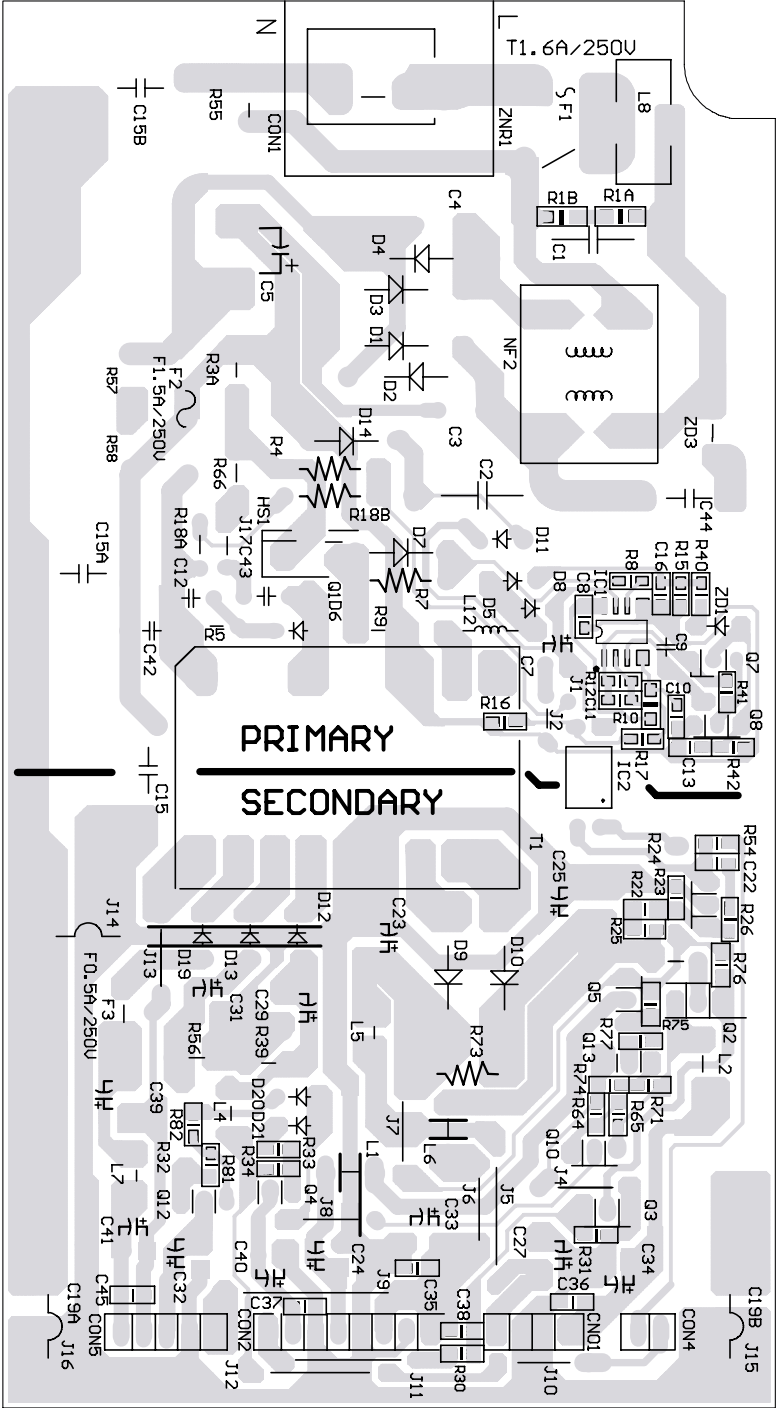 N
L
T1.6A/250V
R55
C15B
CON1
ZNR1
F1
L8
R1B
R1A
C4
C1
D4
C5
D3
D1
D2
NF2
R57
F2
F1.5A/250V
R3A
R58
R66
R4
D14
C3
ZD3
C2
C44
R18B
HS1
R18A
J17
C43
C15A
C12
Q1
D6
D7
R7
R9
D11
D5
L12
D8
C8
IC1
R8
C16
R15
R40
ZD1
C9
Q7
C42
R5
C7
J1
R12
C11
R10
C10
R41
Q8
R16
J2
R17
C13
R42
PRIMARY
SECONDARY
IC2
C15
T1
C25
R54
C22
R24
R23
R22
R25
R26
R76
J14
J13
D19
D13
D12
C23
D9
D10
F0.5A/250V
F3
C31
C29
R39
R56
L5
Q5
R75
Q2
R77
Q13
L2
R73
C39
D20
D21
R74
R64
R65
R71
R82
L4
R81
R32
R34
R33
L1
J7
L6
Q10
J4
L7
Q12
Q4
J8
J6
J5
C33
Q3
C41
C32
C40
C24
C27
R31
C34
C45
C37
J9
C35
C36
C19A
CON5
CON2
C38
CN01
CON4
C19B
J16
J12
J11
R30
J10
J15